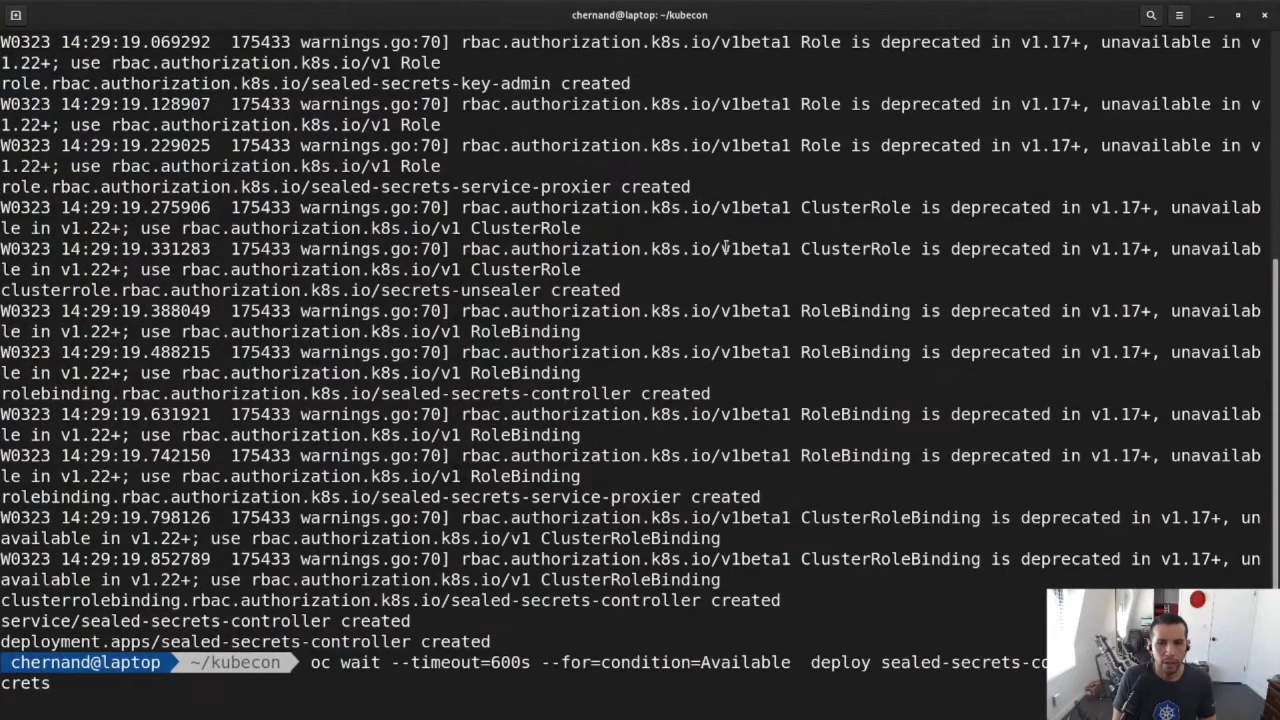 chernand@laptop: ~/kubecon
W0323 14:29:19.069292  175433 warnings.go:70] rbac.authorization.k8s.io/v1beta1 Role is deprecated in v1.17+, unavailable in v
1.22+; use rbac.authorization.k8s.io/v1 Role
role.rbac.authorization.k8s.io/sealed-secrets-key-admin created
W0323 14:29:19.128907  175433 warnings.go:70] rbac.authorization.k8s.io/v1beta1 Role is deprecated in v1.17+, unavailable in v
1.22+; use rbac.authorization.k8s.io/v1 Role
W0323 14:29:19.229025  175433 warnings.go:70] rbac.authorization.k8s.io/v1beta1 Role is deprecated in v1.17+, unavailable in v
1.22+; use rbac.authorization.k8s.io/v1 Role
role.rbac.authorization.k8s.io/sealed-secrets-service-proxier created
W0323 14:29:19.275906  175433 warnings.go:70] rbac.authorization.k8s.io/v1beta1 ClusterRole is deprecated in v1.17+, unavailab
le in v1.22+; use rbac.authorization.k8s.io/v1 ClusterRole
W0323 14:29:19.331283  175433 warnings.go:70] rbac.authorization.k8s.io/v1beta1 ClusterRole is deprecated in v1.17+, unavailab
le in v1.22+; use rbac.authorization.k8s.io/v1 ClusterRole
clusterrole.rbac.authorization.k8s.io/secrets-unsealer created
W0323 14:29:19.388049  175433 warnings.go:70] rbac.authorization.k8s.io/v1beta1 RoleBinding is deprecated in v1.17+, unavailab
le in v1.22+; use rbac.authorization.k8s.io/v1 RoleBinding
W0323 14:29:19.488215  175433 warnings.go:70] rbac.authorization.k8s.io/v1beta1 RoleBinding is deprecated in v1.17+, unavailab
le in v1.22+; use rbac.authorization.k8s.io/v1 RoleBinding
rolebinding.rbac.authorization.k8s.io/sealed-secrets-controller created
W0323 14:29:19.631921  175433 warnings.go:70] rbac.authorization.k8s.io/v1beta1 RoleBinding is deprecated in v1.17+, unavailab
le in v1.22+; use rbac.authorization.k8s.io/v1 RoleBinding
W0323 14:29:19.742150  175433 warnings.go:70] rbac.authorization.k8s.io/v1beta1 RoleBinding is deprecated in v1.17+, unavailab
le in v1.22+; use rbac.authorization.k8s.io/v1 RoleBinding
rolebinding.rbac.authorization.k8s.io/sealed-secrets-service-proxier created
W0323 14:29:19.798126  175433 warnings.go:70] rbac.authorization.k8s.io/v1beta1 ClusterRoleBinding is deprecated in v1.17+, un
available in v1.22+; use rbac.authorization.k8s.io/v1 ClusterRoleBinding
W0323 14:29:19.852789  175433 warnings.go:70] rbac.authorization.k8s.io/v1beta1 ClusterRoleBinding is deprecated in v1.17+, un
available in v1.22+; use rbac.authorization.k8s.io/v1 ClusterRoleBinding
clusterrolebinding.rbac.authorization.k8s.io/sealed-secrets-controller created
service/sealed-secrets-controller created
deployment.apps/sealed-secrets-controller created
chernand@laptop ~/kubecon oc wait --timeout=600s --for=condition=Available  deploy sealed-secrets-co
crets